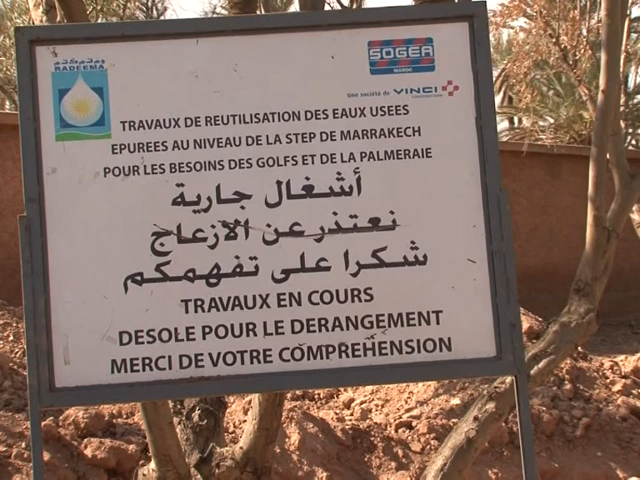 RADEEMA
SOGEA
MAROC
Une société de VINCI
CONSTRUCTION
TRAVAUX DE REUTILISATION DES EAUX USEES
EPUREES AU NIVEAU DE LA STEP DE MARRAKECH
POUR LES BESOINS DES GOLFS ET DE LA PALMERAIE
أشغال جارية
نعتذر عن الازعاج
شكرا على تفهمكم
TRAVAUX EN COURS
DESOLE POUR LE DERANGEMENT
MERCI DE VOTRE COMPREHENSION